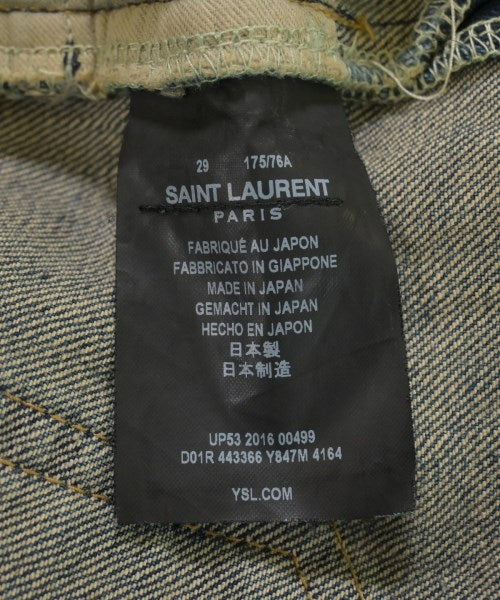 29 175/76A
SAINT LAURENT
PARIS
FABRIQUÉ AU JAPON
FABBRICATO IN GIAPPONE
MADE IN JAPAN
GEMACHT IN JAPAN
HECHO EN JAPON
日本製
日本制造
UP53 2016 00499
D01R 443366 Y847M 4164
YSL.COM